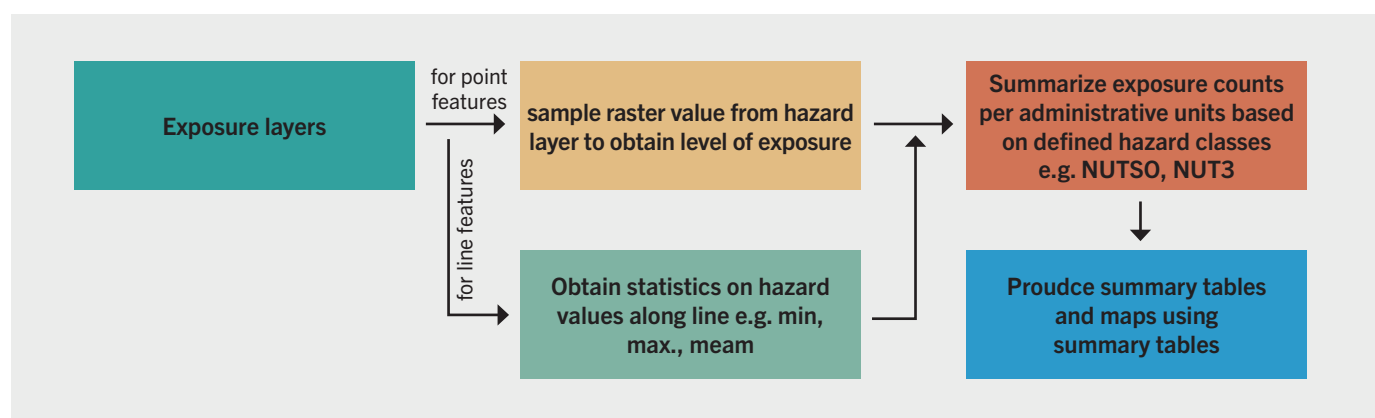 Exposure layers
for point
features
for line features
sample raster value from hazard
layer to obtain level of exposure
Obtain statistics on hazard
values along line e.g. min,
max., meam
Summarize exposure counts
per administrative units based
on defined hazard classes
e.g. NUTSO, NUT3
Proudce summary tables
and maps using
summary tables